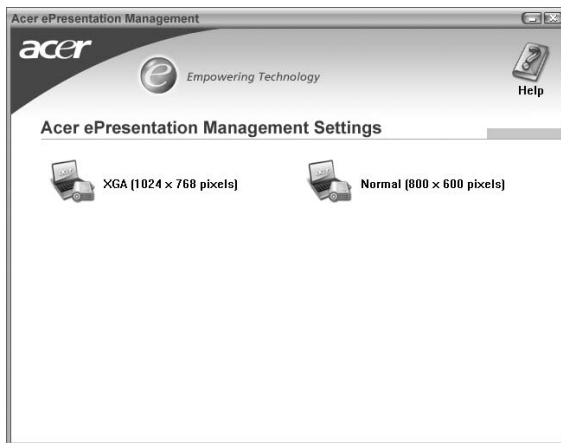 Acer ePresentation Management
acer
e Empowering Technology
Help
Acer ePresentation Management Settings
XGA (1024 x 768 pixels)
Normal (800 x 600 pixels)